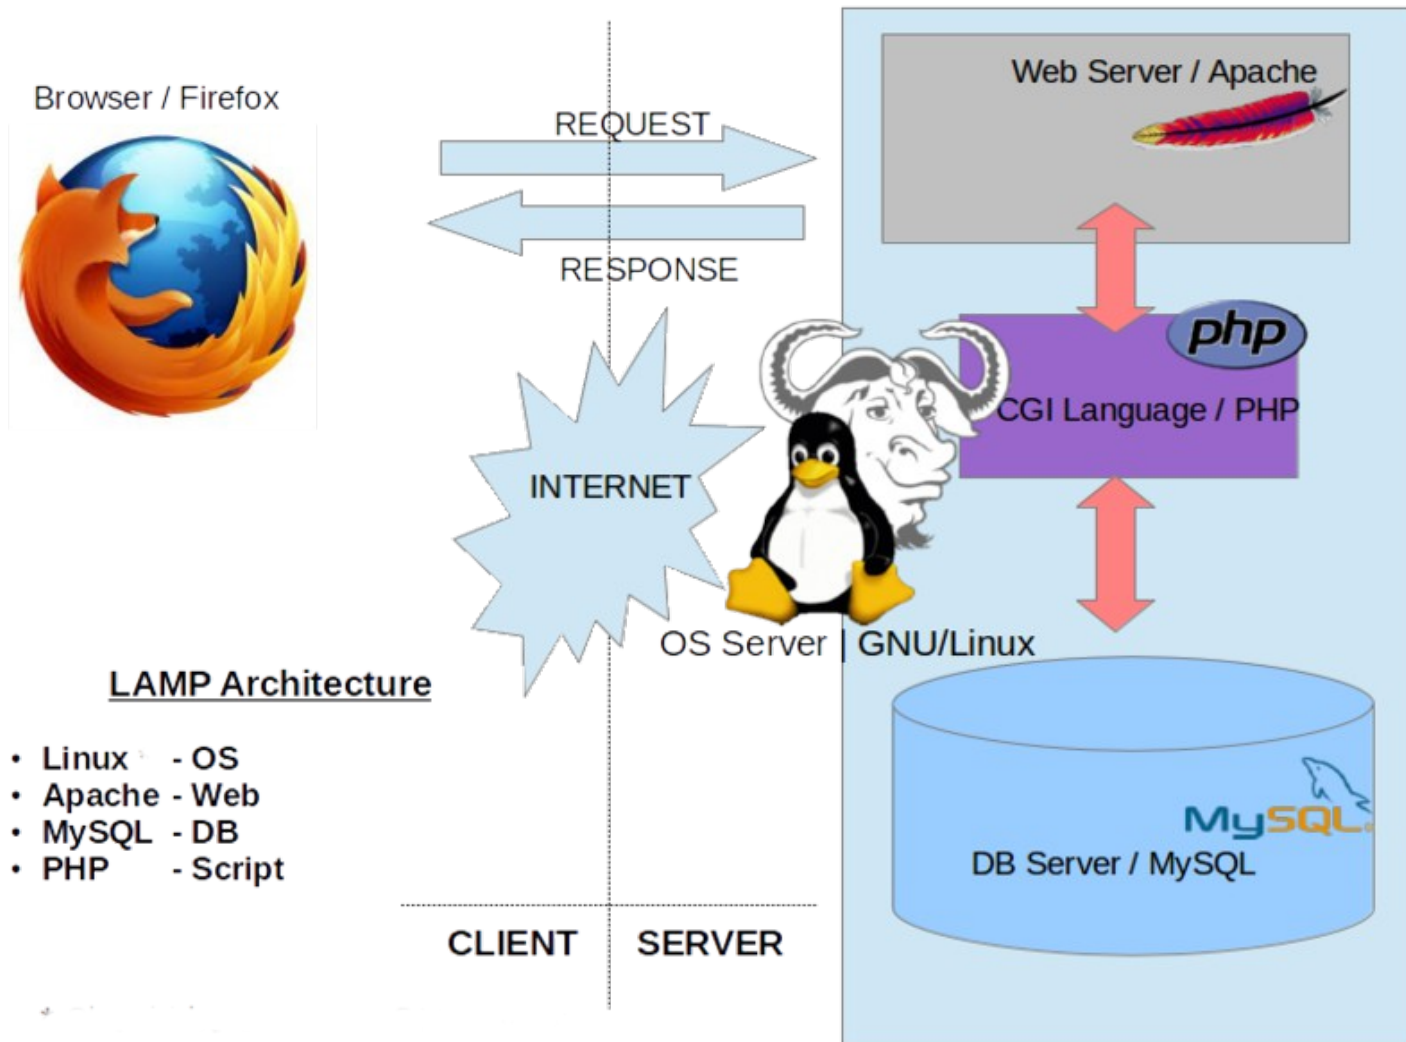 Browser / Firefox
REQUEST
RESPONSE
Web Server / Apache
php
CGI Language / PHP
INTERNET
OS Server | GNU/Linux
LAMP Architecture
• Linux - OS
• Apache - Web
• MySQL - DB
• PHP - Script
MySQL
DB Server / MySQL
CLIENT
SERVER